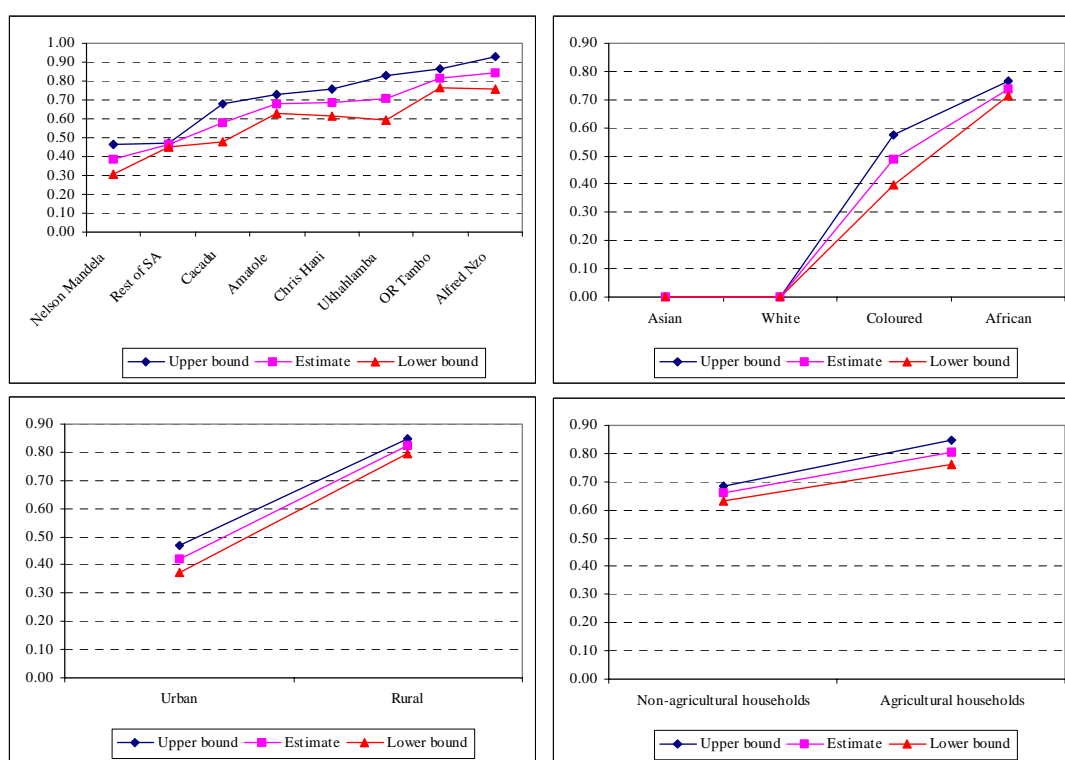 1.00
0.90
0.80
0.70
0.60
0.50
0.40
0.30
0.20
0.10
0.00
Nelson Mandela
Rest of SA
Cacadu
Amatole
Chris Hani
Ukhahlamba
OR Tambo
Alfred Nzo
Upper bound Estimate Lower bound
0.90
0.80
0.70
0.60
0.50
0.40
0.30
0.20
0.10
0.00
Asian White Coloured African
Upper bound Estimate Lower bound
0.90
0.80
0.70
0.60
0.50
0.40
0.30
0.20
0.10
0.00
Urban Rural
Upper bound Estimate Lower bound
0.90
0.80
0.70
0.60
0.50
0.40
0.30
0.20
0.10
0.00
Non-agricultural households Agricultural households
Upper bound Estimate Lower bound